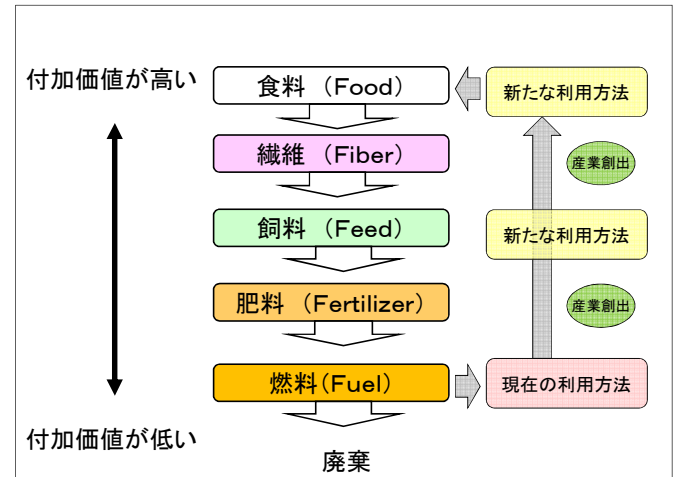 付加価値が高い
食料 （Food）
新たな利用方法
繊維 （Fiber）
産業創出
飼料 （Feed）
新たな利用方法
肥料 （Fertilizer）
産業創出
燃料（Fuel）
現在の利用方法
付加価値が低い
廃棄